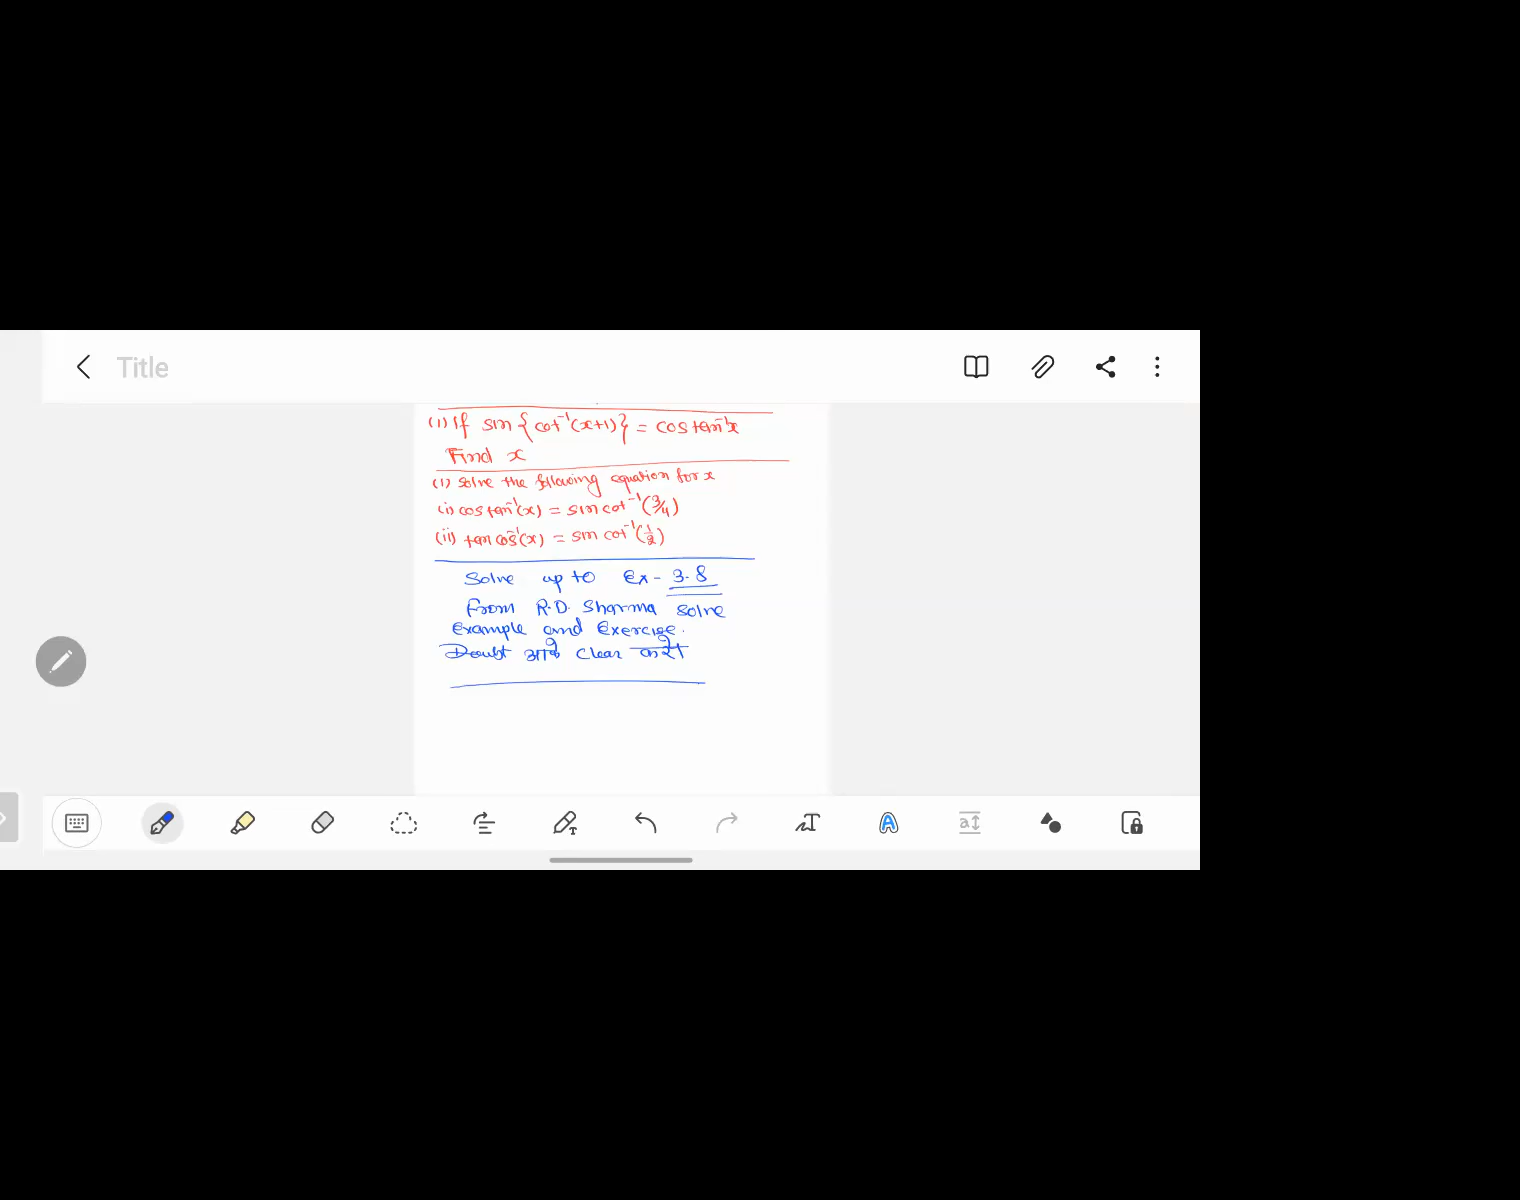 Title
(1) If sin{cot⁻¹(x+1)} = cos tan⁻¹x
Find x
(1) Solve the following equation for x
(i) cos tan⁻¹(x) = sin cot⁻¹(3/4)
(ii) tan cos⁻¹(x) = sin cot⁻¹(1/2)
Solve up to Ex- 3.8
From R.D. Sharma Solve
Example and Exercise.
Doubt आके Clear करो